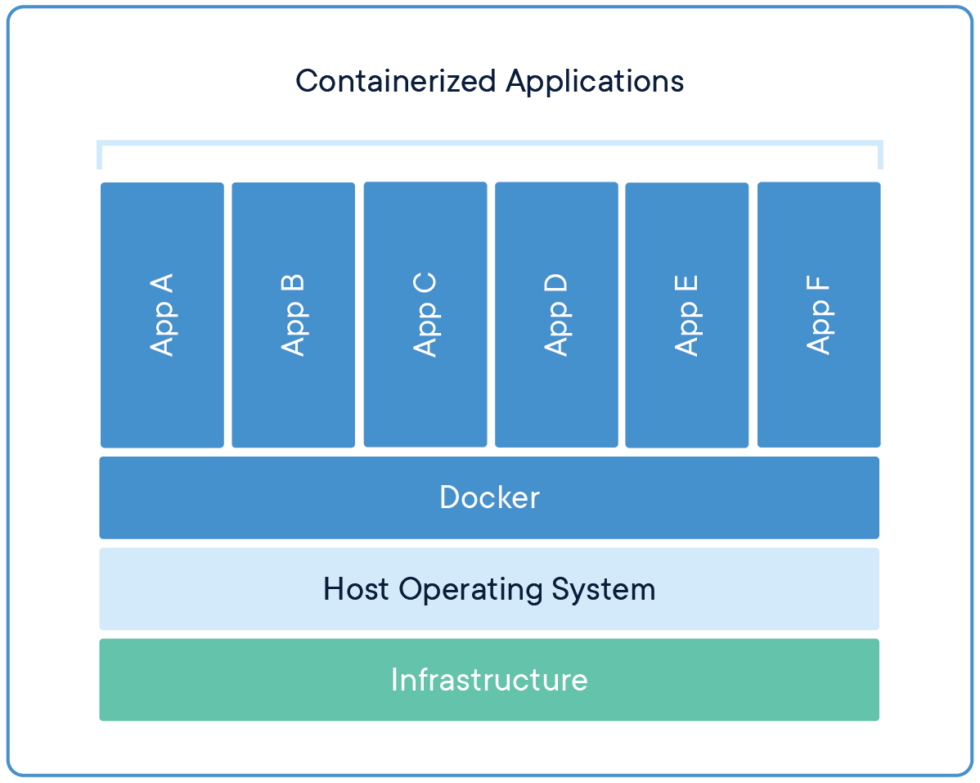 Containerized Applications
App A
App B
App C
App D
App E
App F
Docker
Host Operating System
Infrastructure